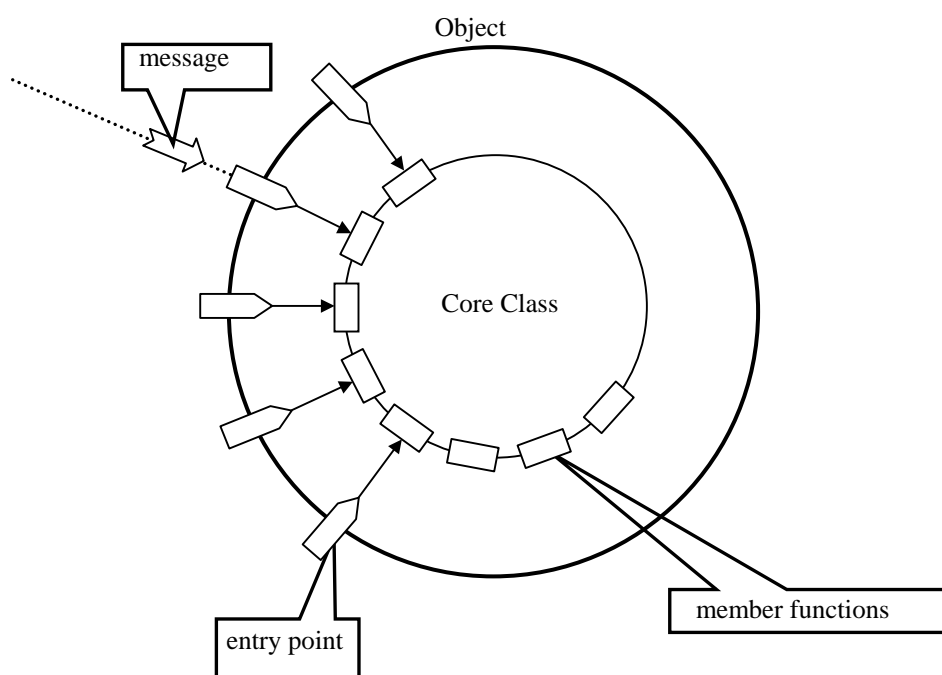 Object
message
Core Class
member functions
entry point